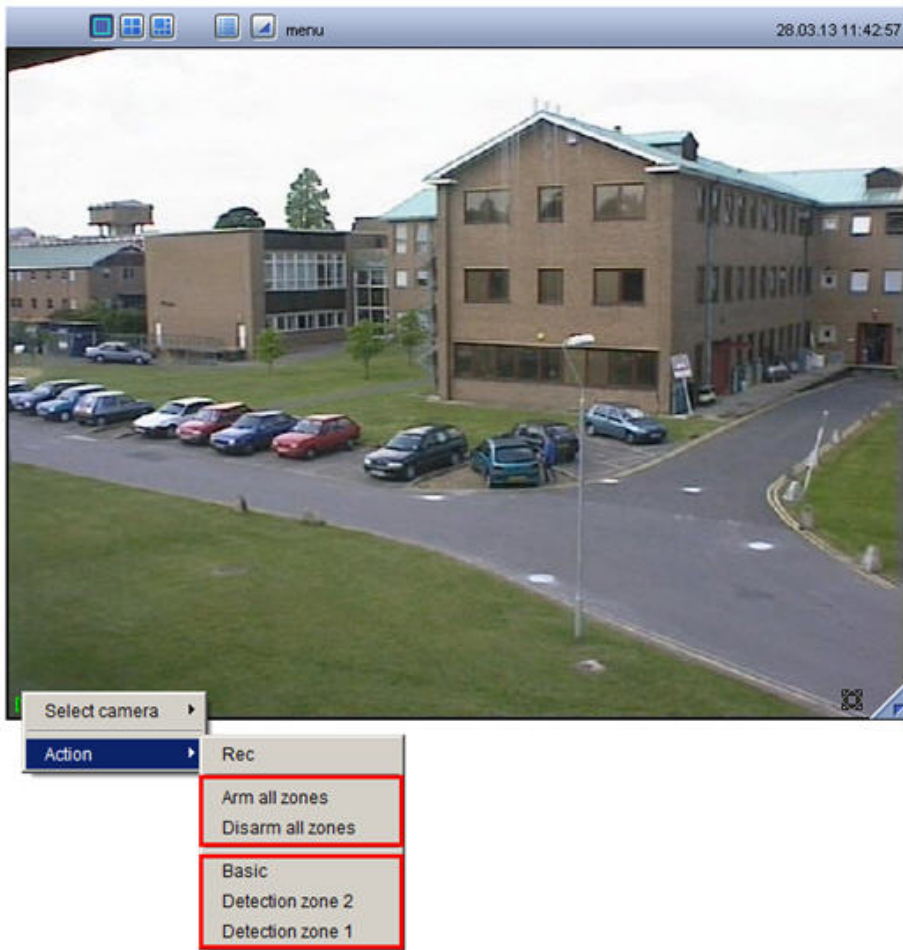 menu
28.03.13 11:42:57
Select camera
Action
Rec
Arm all zones
Disarm all zones
Basic
Detection zone 2
Detection zone 1